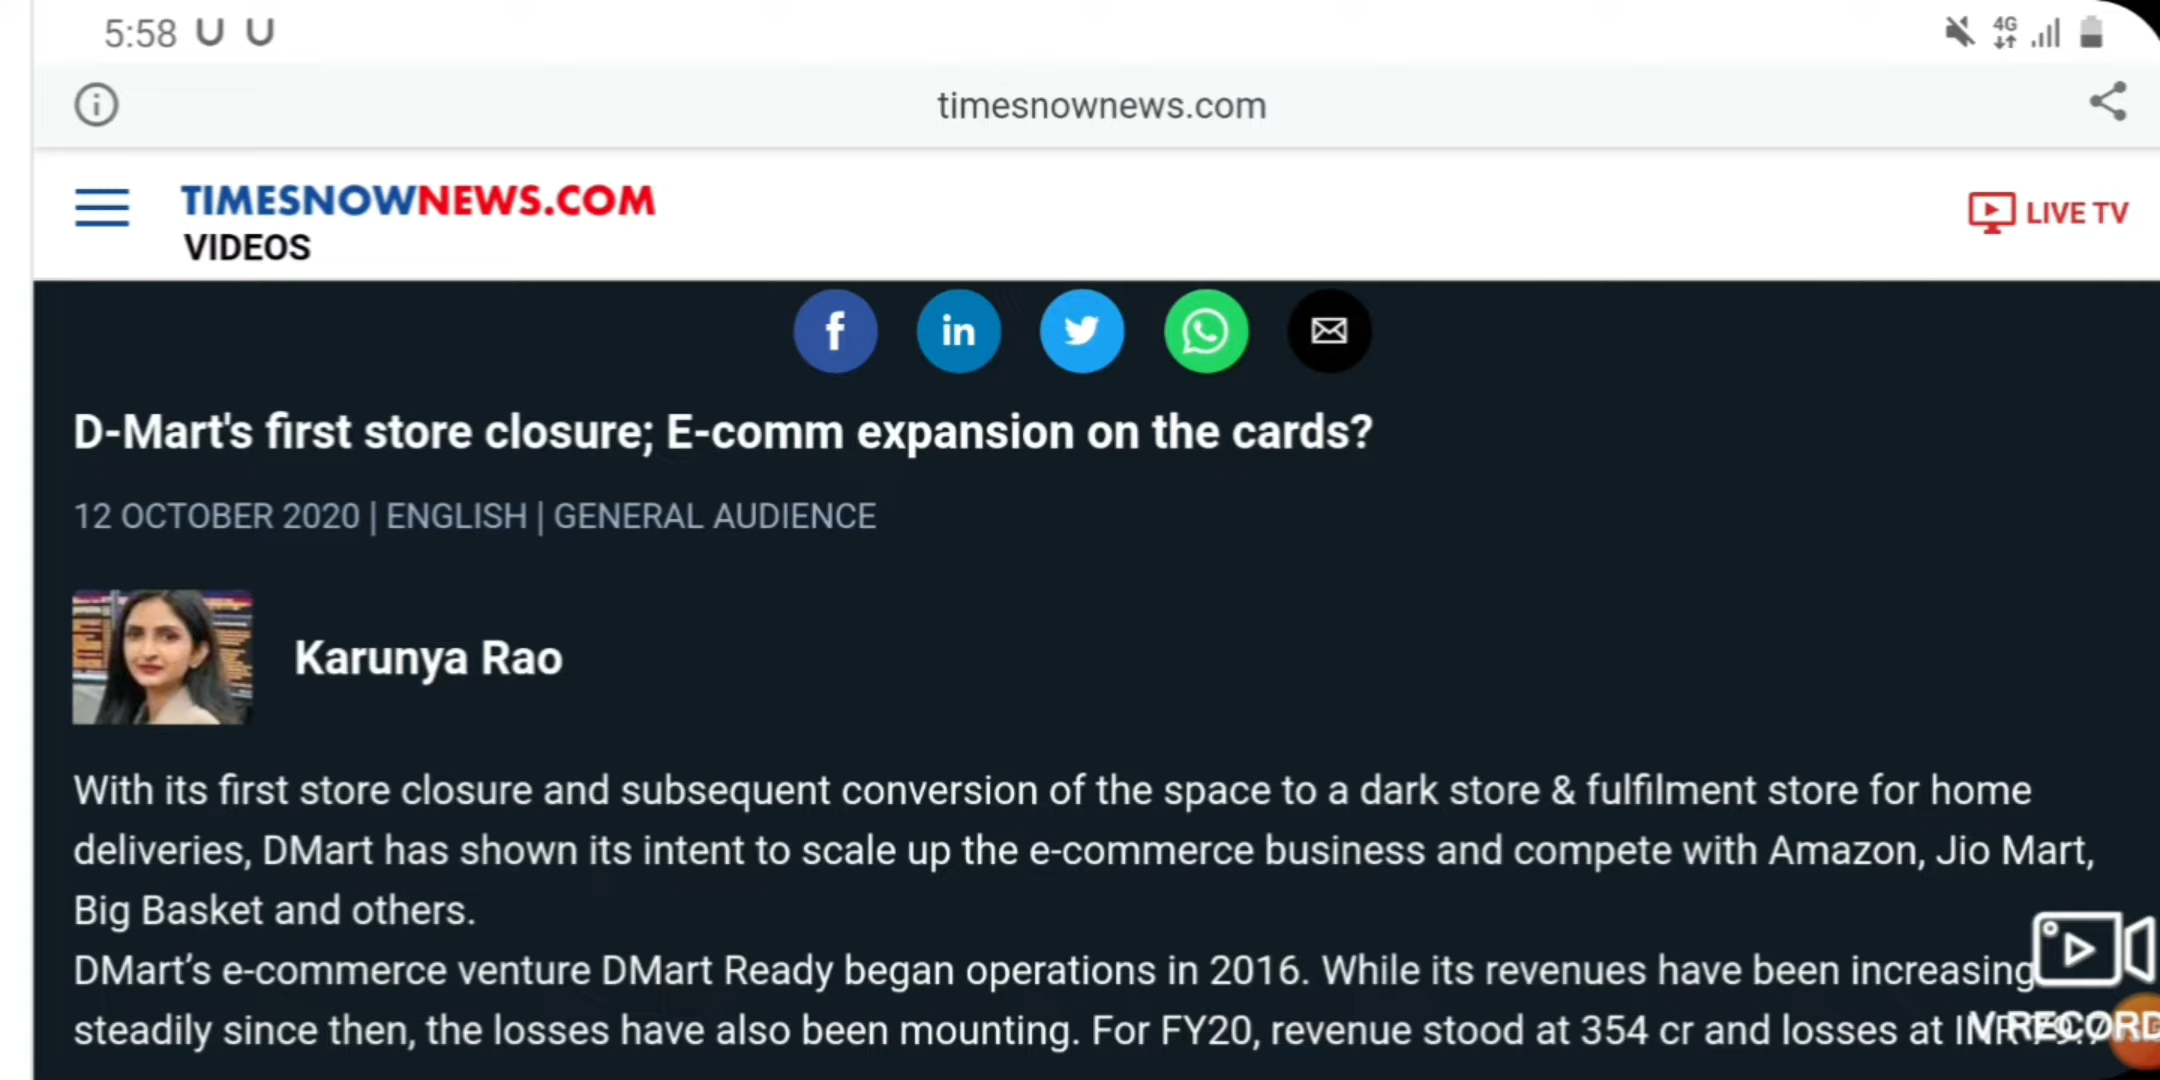 5:58
4G
timesnownews.com
TIMESNOWNEWS.COM
VIDEOS
LIVE TV
f in
D-Mart's first store closure; E-comm expansion on the cards?
12 OCTOBER 2020 | ENGLISH | GENERAL AUDIENCE
Karunya Rao
With its first store closure and subsequent conversion of the space to a dark store & fulfilment store for home
deliveries, DMart has shown its intent to scale up the e-commerce business and compete with Amazon, Jio Mart,
Big Basket and others.
DMart’s e-commerce venture DMart Ready began operations in 2016. While its revenues have been increasing
steadily since then, the losses have also been mounting. For FY20, revenue stood at 354 cr and losses at INR
V RECORD